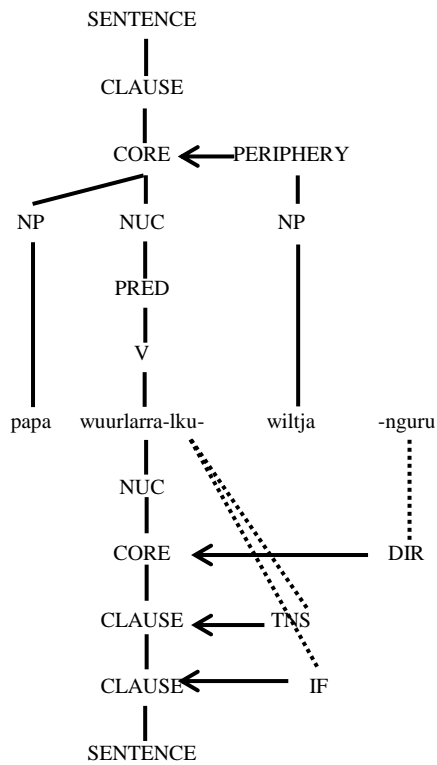 SENTENCE
CLAUSE
CORE PERIPHERY
NP NUC NP
PRED
V
papa wuurlarra-lku- wiltja -nguru
NUC
CORE DIR
CLAUSE TNS
CLAUSE IF
SENTENCE